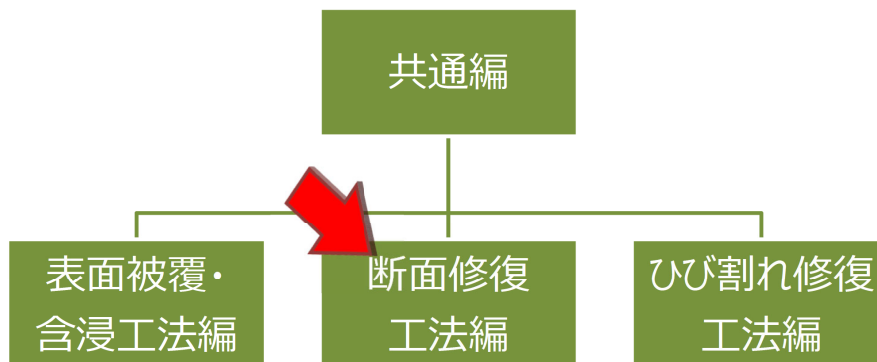 共通編
表面被覆・
含浸工法編
断面修復
工法編
ひび割れ修復
工法編